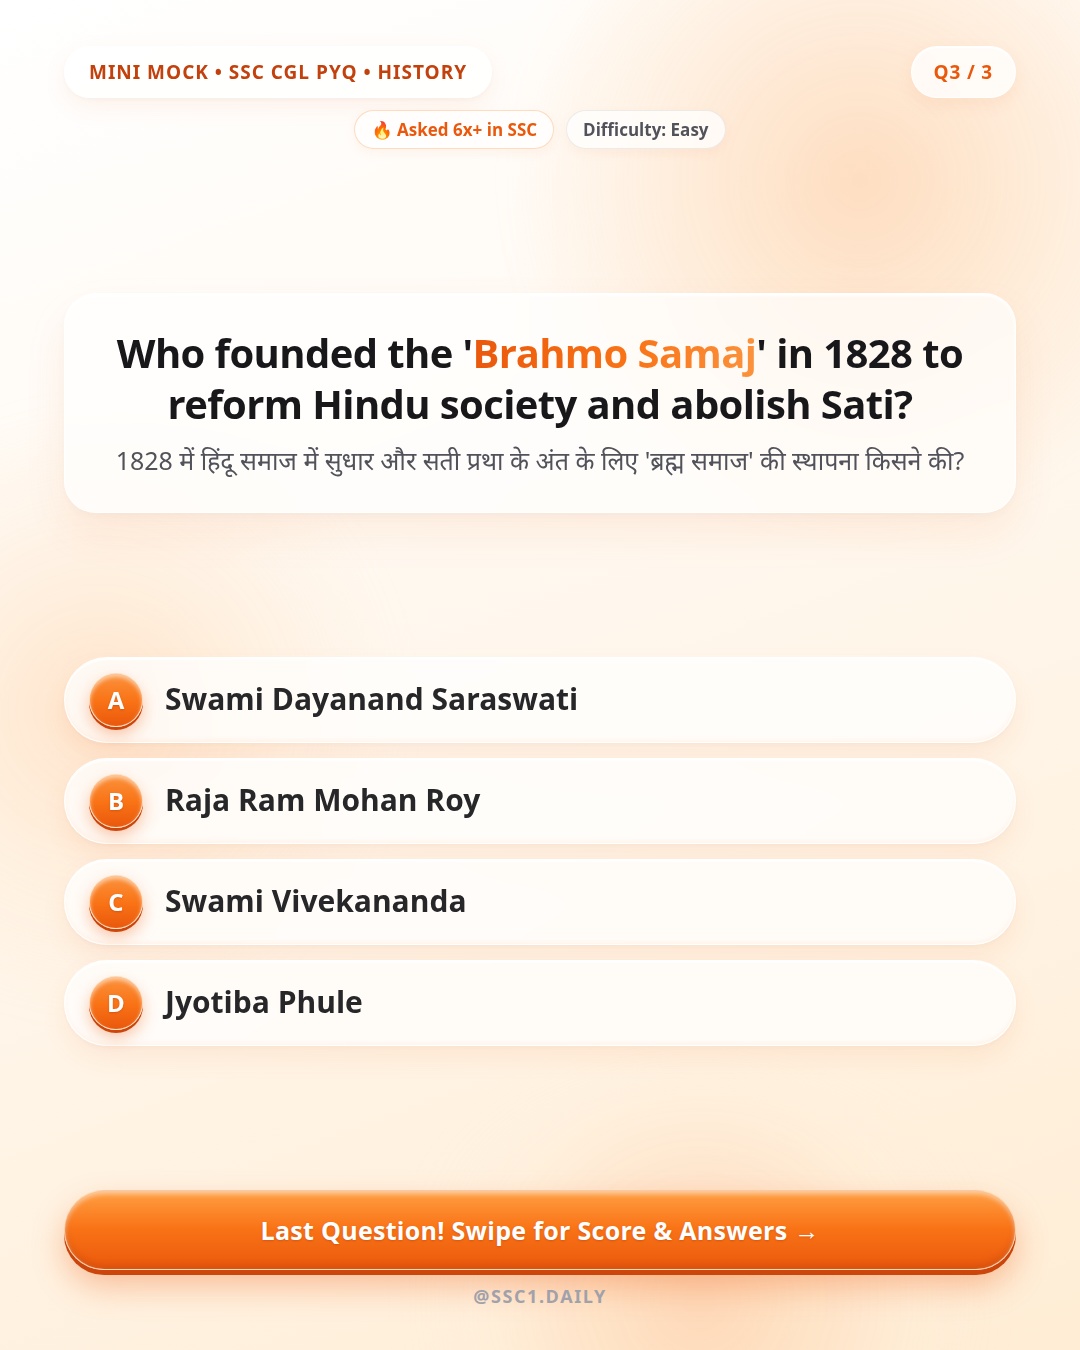 MINI MOCK • SSC CGL PYQ • HISTORY
Q3 / 3
🔥 Asked 6x+ in SSC
Difficulty: Easy
Who founded the 'Brahmo Samaj' in 1828 to
reform Hindu society and abolish Sati?
1828 में हिंदू समाज में सुधार और सती प्रथा के अंत के लिए 'ब्रह्म समाज' की स्थापना किसने की?
A Swami Dayanand Saraswati
B Raja Ram Mohan Roy
C Swami Vivekananda
D Jyotiba Phule
Last Question! Swipe for Score & Answers →
@SSC1.DAILY